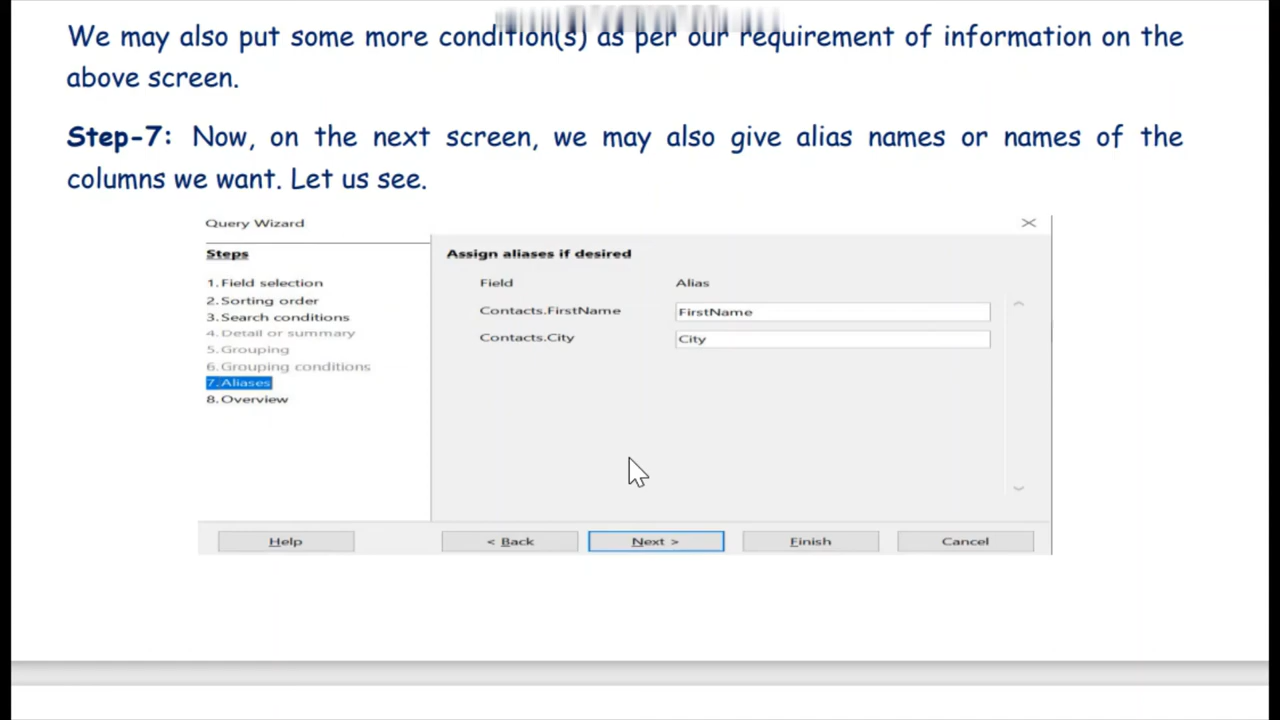 We may also put some more condition(s) as per our requirement of information on the
above screen.
Step-7: Now, on the next screen, we may also give alias names or names of the
columns we want. Let us see.
Query Wizard
Steps
1. Field selection
2. Sorting order
3. Search conditions
4. Detail or summary
5. Grouping
6. Grouping conditions
7. Aliases
8. Overview
Assign aliases if desired
Field Alias
Contacts.FirstName FirstName
Contacts.City City
Help < Back Next > Finish Cancel